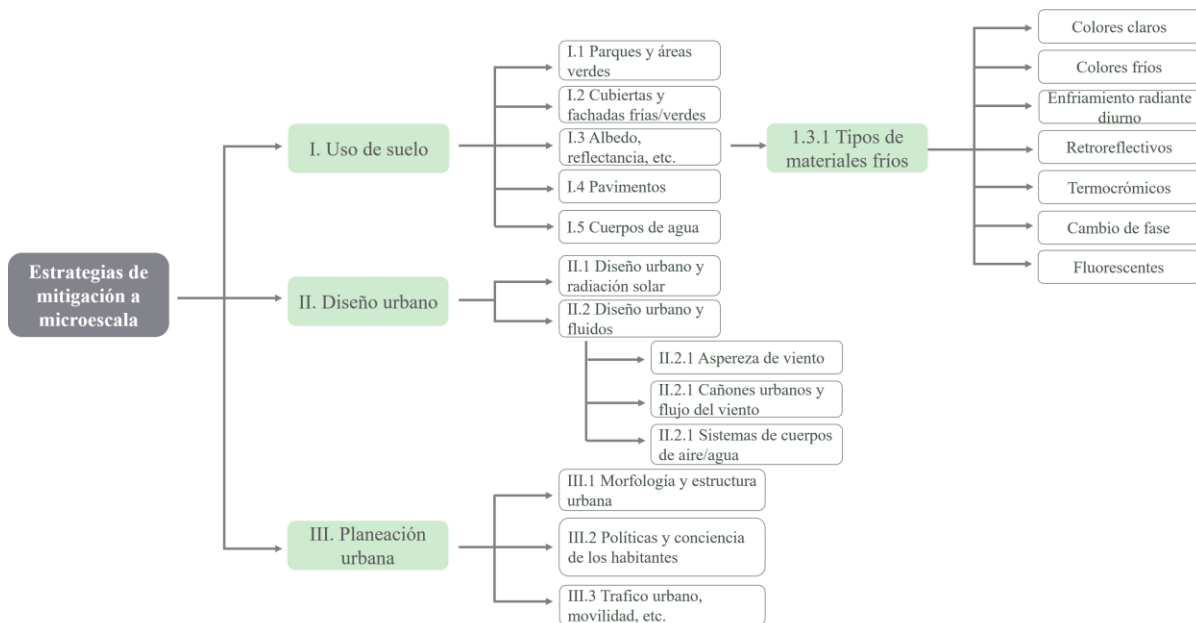 Estrategias de
mitigación a
microescala
I. Uso de suelo
I.1 Parques y áreas
verdes
I.2 Cubiertas y
fachadas frías/verdes
I.3 Albedo,
reflectancia, etc.
I.4 Pavimentos
I.5 Cuerpos de agua
1.3.1 Tipos de
materiales fríos
Colores claros
Colores fríos
Enfriamiento radiante
diurno
Retroreflectivos
Termocrómicos
Cambio de fase
Fluorescentes
II. Diseño urbano
II.1 Diseño urbano y
radiación solar
II.2 Diseño urbano y
fluidos
II.2.1 Aspereza de viento
II.2.1 Cañones urbanos y
flujo del viento
II.2.1 Sistemas de cuerpos
de aire/agua
III. Planeación
urbana
III.1 Morfología y estructura
urbana
III.2 Políticas y conciencia
de los habitantes
III.3 Trafico urbano,
movilidad, etc.